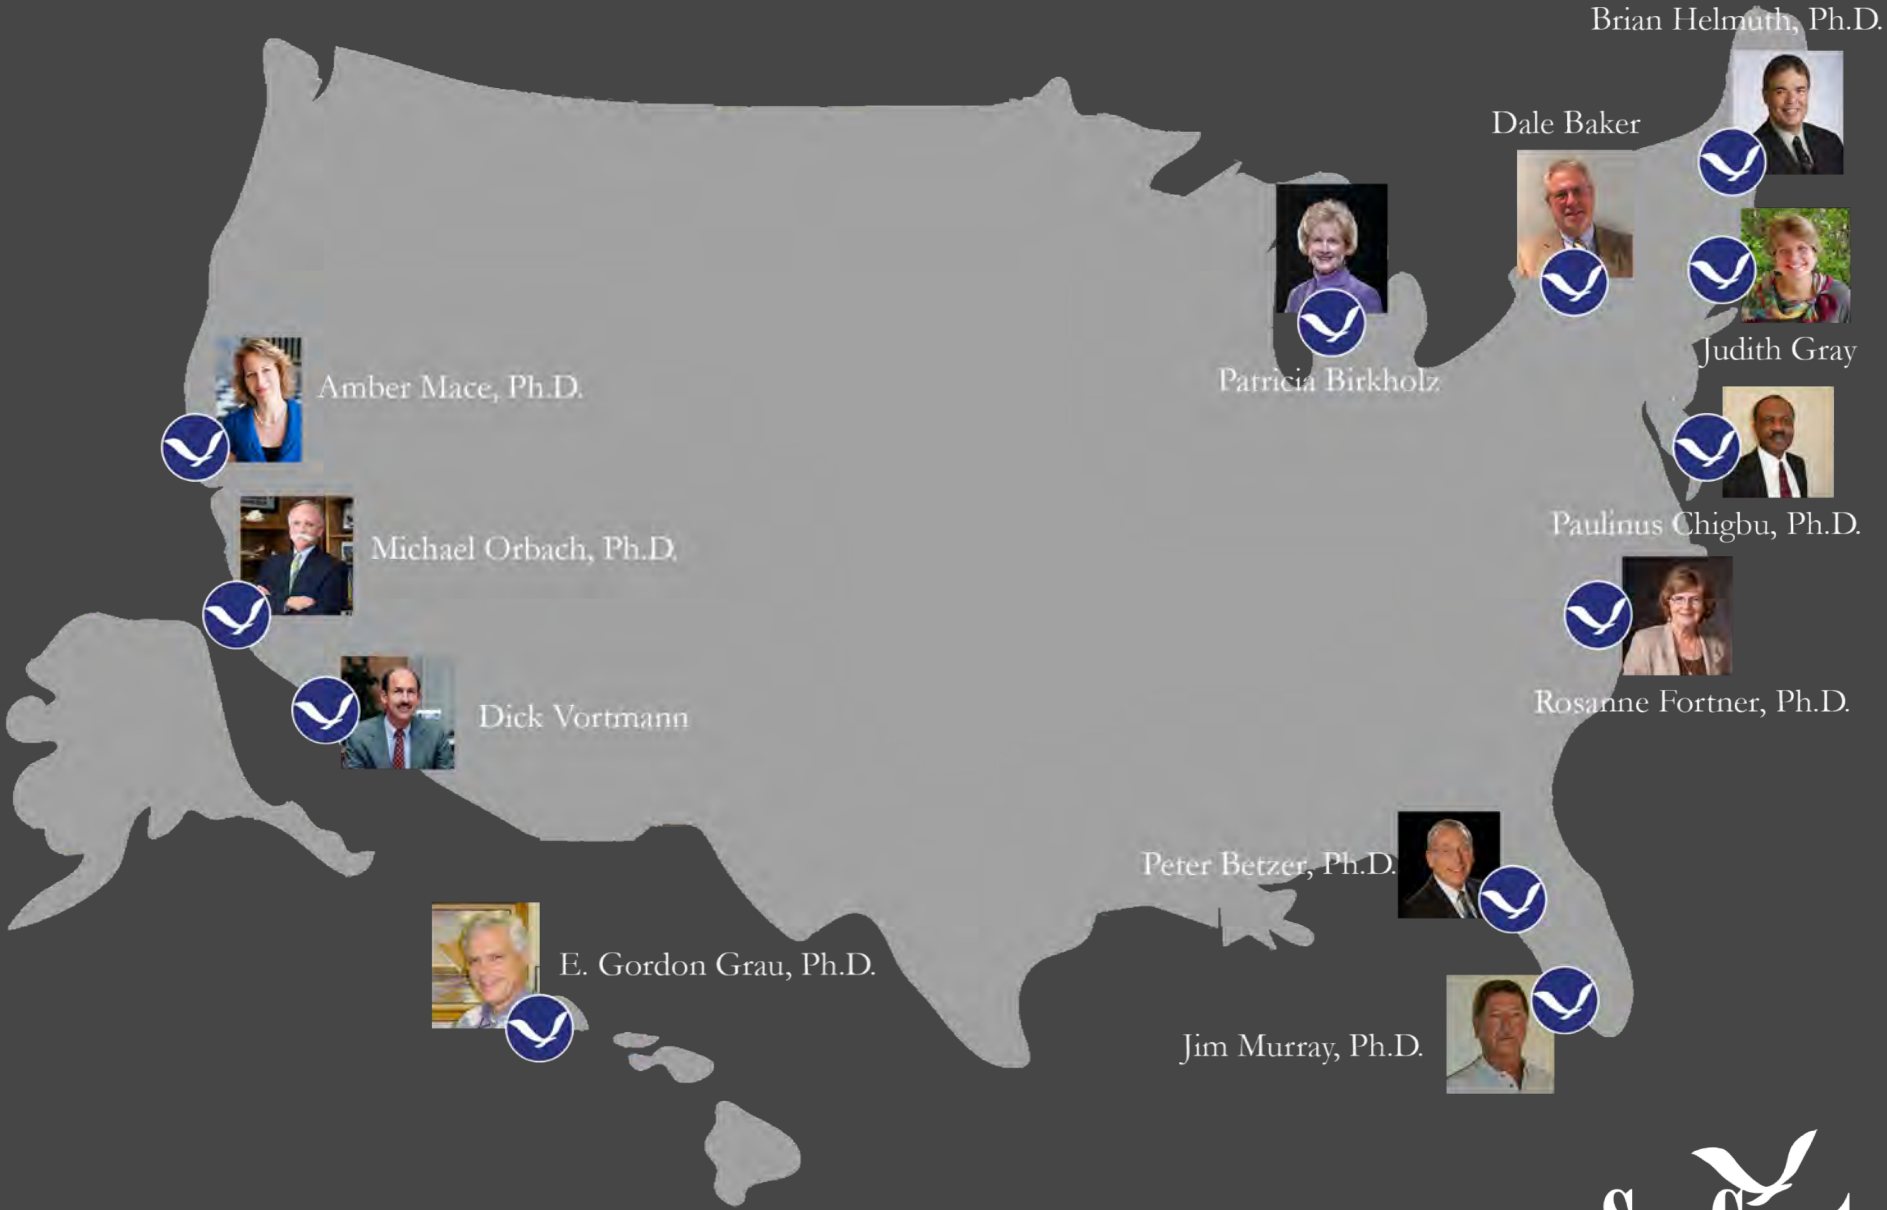 Brian Helmuth, Ph.D.
Dale Baker
Judith Gray
Patricia Birkholz
Amber Mace, Ph.D.
Paulinus Chigbu, Ph.D.
Michael Orbach, Ph.D.
Rosanne Fortner, Ph.D.
Dick Vortmann
Peter Betzer, Ph.D.
E. Gordon Grau, Ph.D.
Jim Murray, Ph.D.